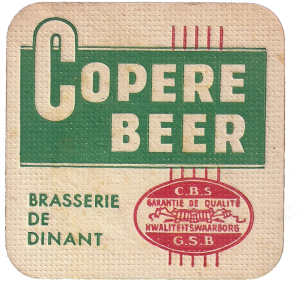 COPERE
BEER
BRASSERIE
DE
DINANT
C.B.S
GARANTIE DE QUALITÉ
KWALITEITSWAARBORG
G.S.B